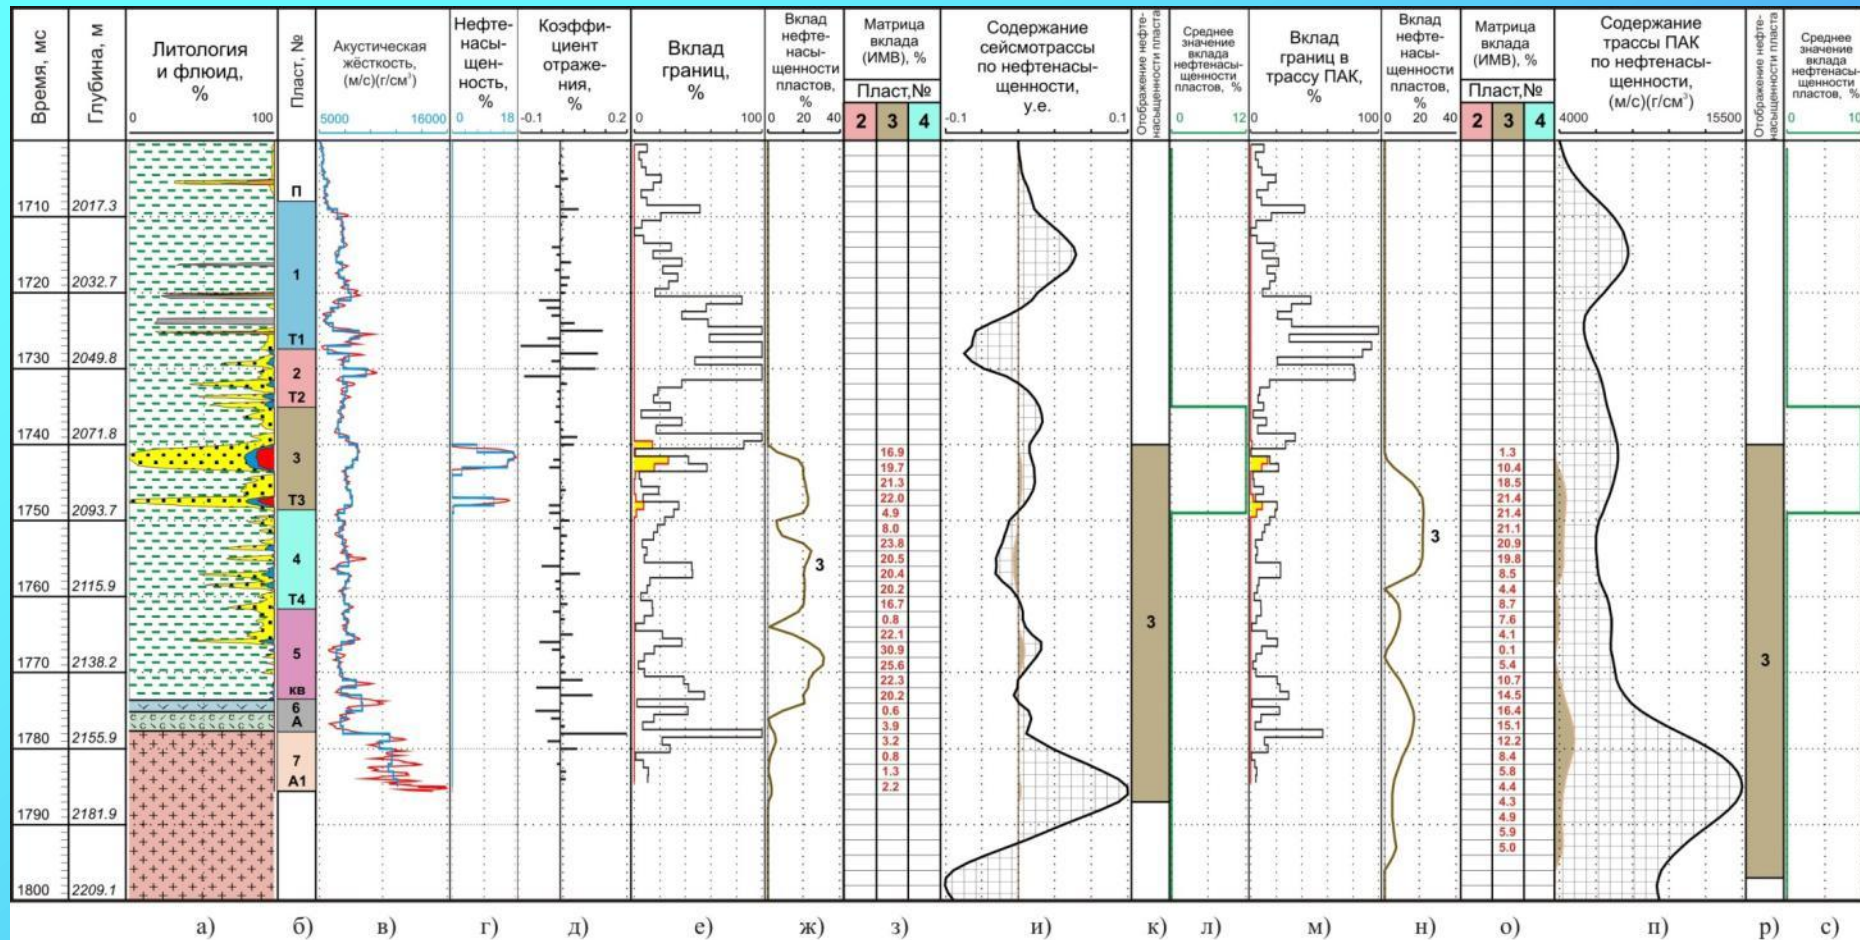 Время, мс
Глубина, м
Литология
и флюид,
%
0 100
Пласт, №
Акустическая
жёсткость,
(м/с)(г/см³)
5000 16000
Нефте-
насы-
щен-
ность,
%
0 18
Коэффи-
циент
отраже-
ния,
%
-0.1 0.2
Вклад
границ,
%
0 100
Вклад
нефте-
насы-
щенности
пластов,
%
0 20 40
Матрица
вклада
(ИМВ), %
Пласт,№
2 3 4
Содержание
сейсмотрассы
по нефтенасы-
щенности,
у.е.
-0.1 0.1
Отображение нефте-
насыщенности пласта
Среднее
значение
вклада
нефтенасы-
щенности
пластов, %
0 12
Вклад
границ в
трассу ПАК,
%
0 100
Вклад
нефте-
насы-
щенности
пластов,
%
0 20 40
Матрица
вклада
(ИМВ), %
Пласт,№
2 3 4
Содержание
трассы ПАК
по нефтенасы-
щенности,
(м/с)(г/см³)
4000 15500
Отображение нефте-
насыщенности пласта
Среднее
значение
вклада
нефтенасы-
щенности
пластов, %
0 10
1710 2017.3
1720 2032.7
1730 2049.8
1740 2071.8
1750 2093.7
1760 2115.9
1770 2138.2
1780 2155.9
1790 2181.9
1800 2209.1
П
1
Т1
2
Т2
3
Т3
4
Т4
5
кв
6
А
7
А1
3
16.9
19.7
21.3
22.0
4.9
8.0
23.8
20.5
20.4
20.2
16.7
0.8
22.1
30.9
25.6
22.3
20.2
0.6
3.9
3.2
0.8
1.3
2.2
3
3
1.3
10.4
18.5
21.4
21.4
21.1
20.9
19.8
8.5
4.4
8.7
7.6
4.1
0.1
5.4
10.7
14.5
16.4
15.1
12.2
8.4
5.8
4.4
4.3
4.9
5.9
5.0
3
а) б) в) г) д) е) ж) з) и) к) л) м) н) о) п) р) с)